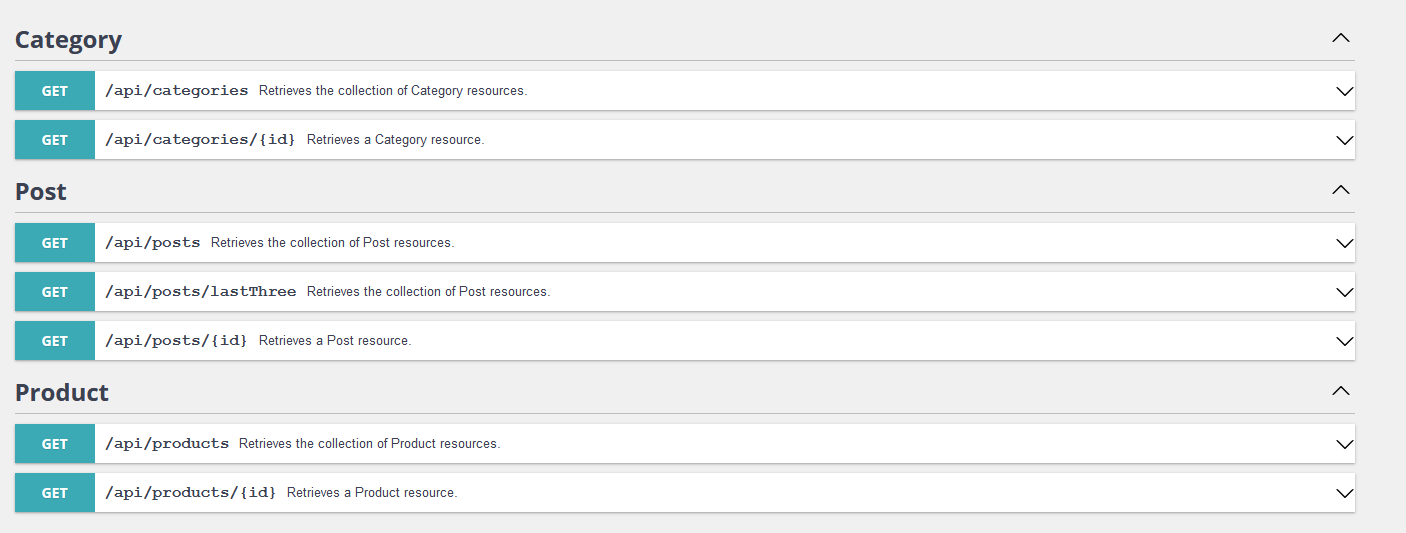 Category
GET /api/categories Retrieves the collection of Category resources.
GET /api/categories/{id} Retrieves a Category resource.
Post
GET /api/posts Retrieves the collection of Post resources.
GET /api/posts/lastThree Retrieves the collection of Post resources.
GET /api/posts/{id} Retrieves a Post resource.
Product
GET /api/products Retrieves the collection of Product resources.
GET /api/products/{id} Retrieves a Product resource.